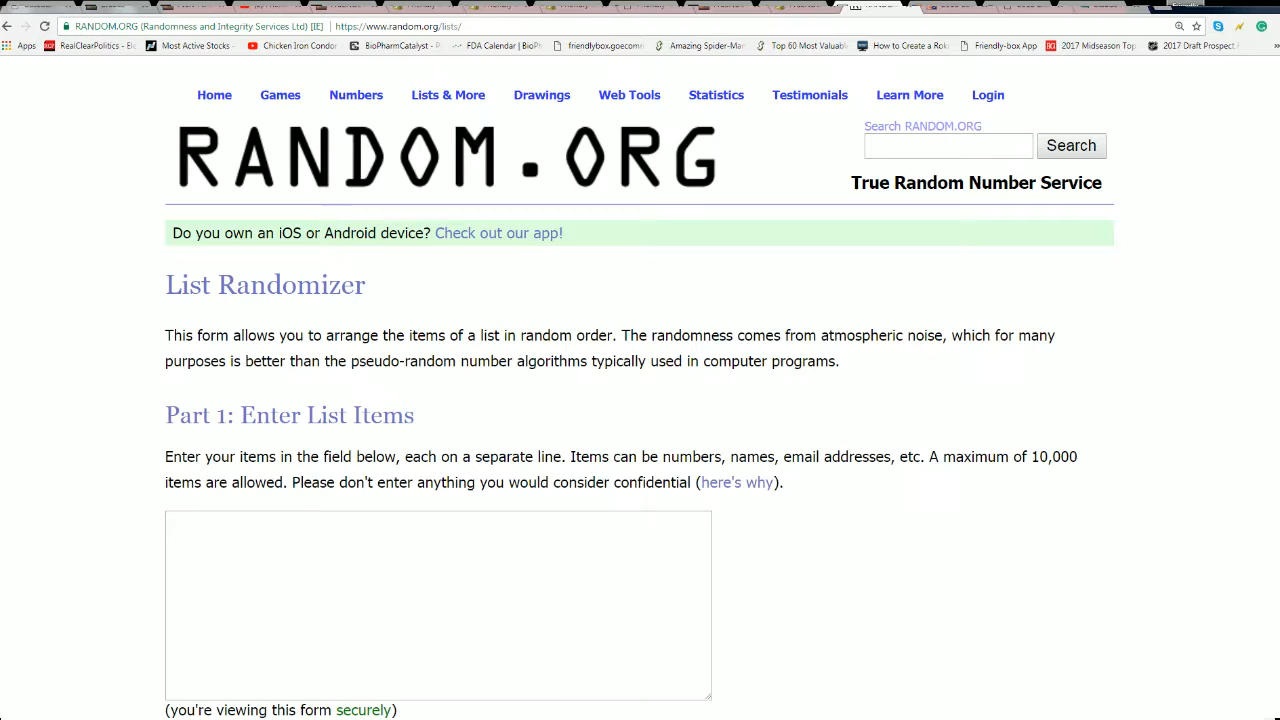 RANDOM.ORG (Randomness and Integrity Services Ltd) [IE] https://www.random.org/lists/
Apps RealClearPolitics - Ele Most Active Stocks - Chicken Iron Condor BioPharmCatalyst - P FDA Calendar | BioPh friendlybox.goecomm Amazing Spider-Man Top 60 Most Valuabl How to Create a Rok Friendly-box App 2017 Midseason Top 2017 Draft Prospect
Home Games Numbers Lists & More Drawings Web Tools Statistics Testimonials Learn More Login
RANDOM.ORG
Search RANDOM.ORG
Search
True Random Number Service
Do you own an iOS or Android device? Check out our app!
List Randomizer
This form allows you to arrange the items of a list in random order. The randomness comes from atmospheric noise, which for many
purposes is better than the pseudo-random number algorithms typically used in computer programs.
Part 1: Enter List Items
Enter your items in the field below, each on a separate line. Items can be numbers, names, email addresses, etc. A maximum of 10,000
items are allowed. Please don't enter anything you would consider confidential (here's why).
(you're viewing this form securely)